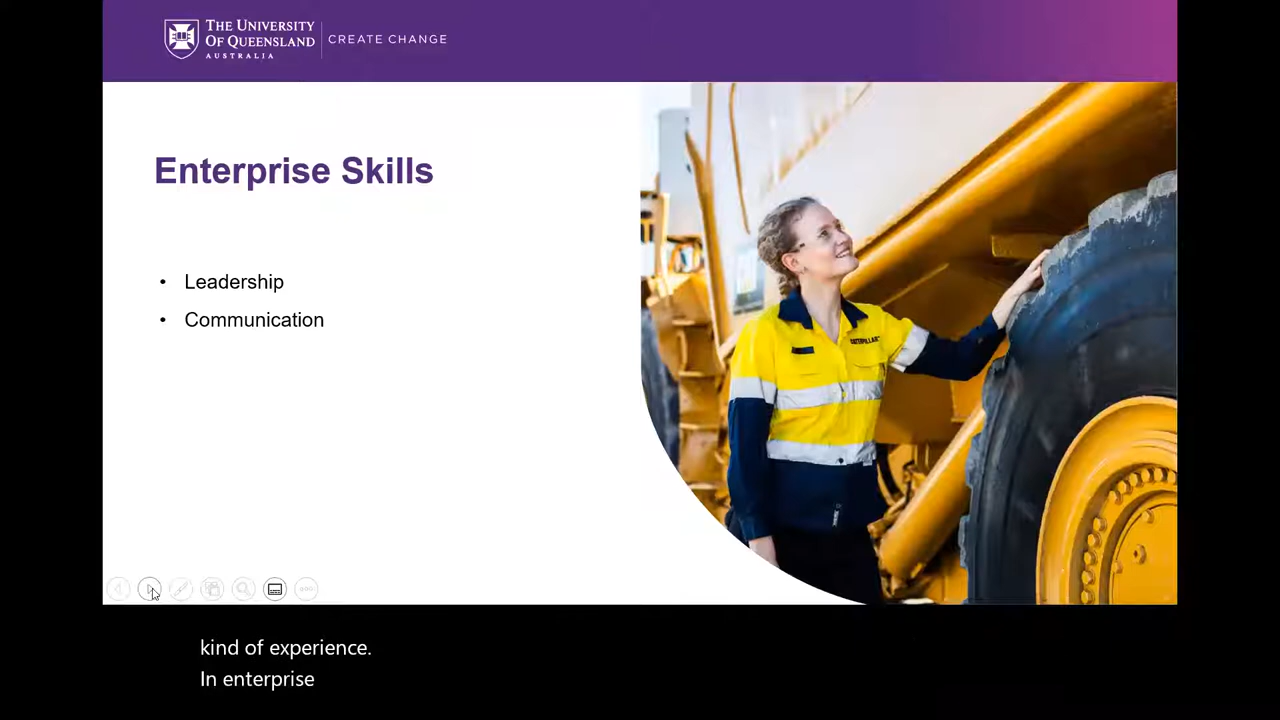 THE UNIVERSITY
OF QUEENSLAND
AUSTRALIA
CREATE CHANGE
Enterprise Skills
• Leadership
• Communication
CATERPILLAR
kind of experience.
In enterprise